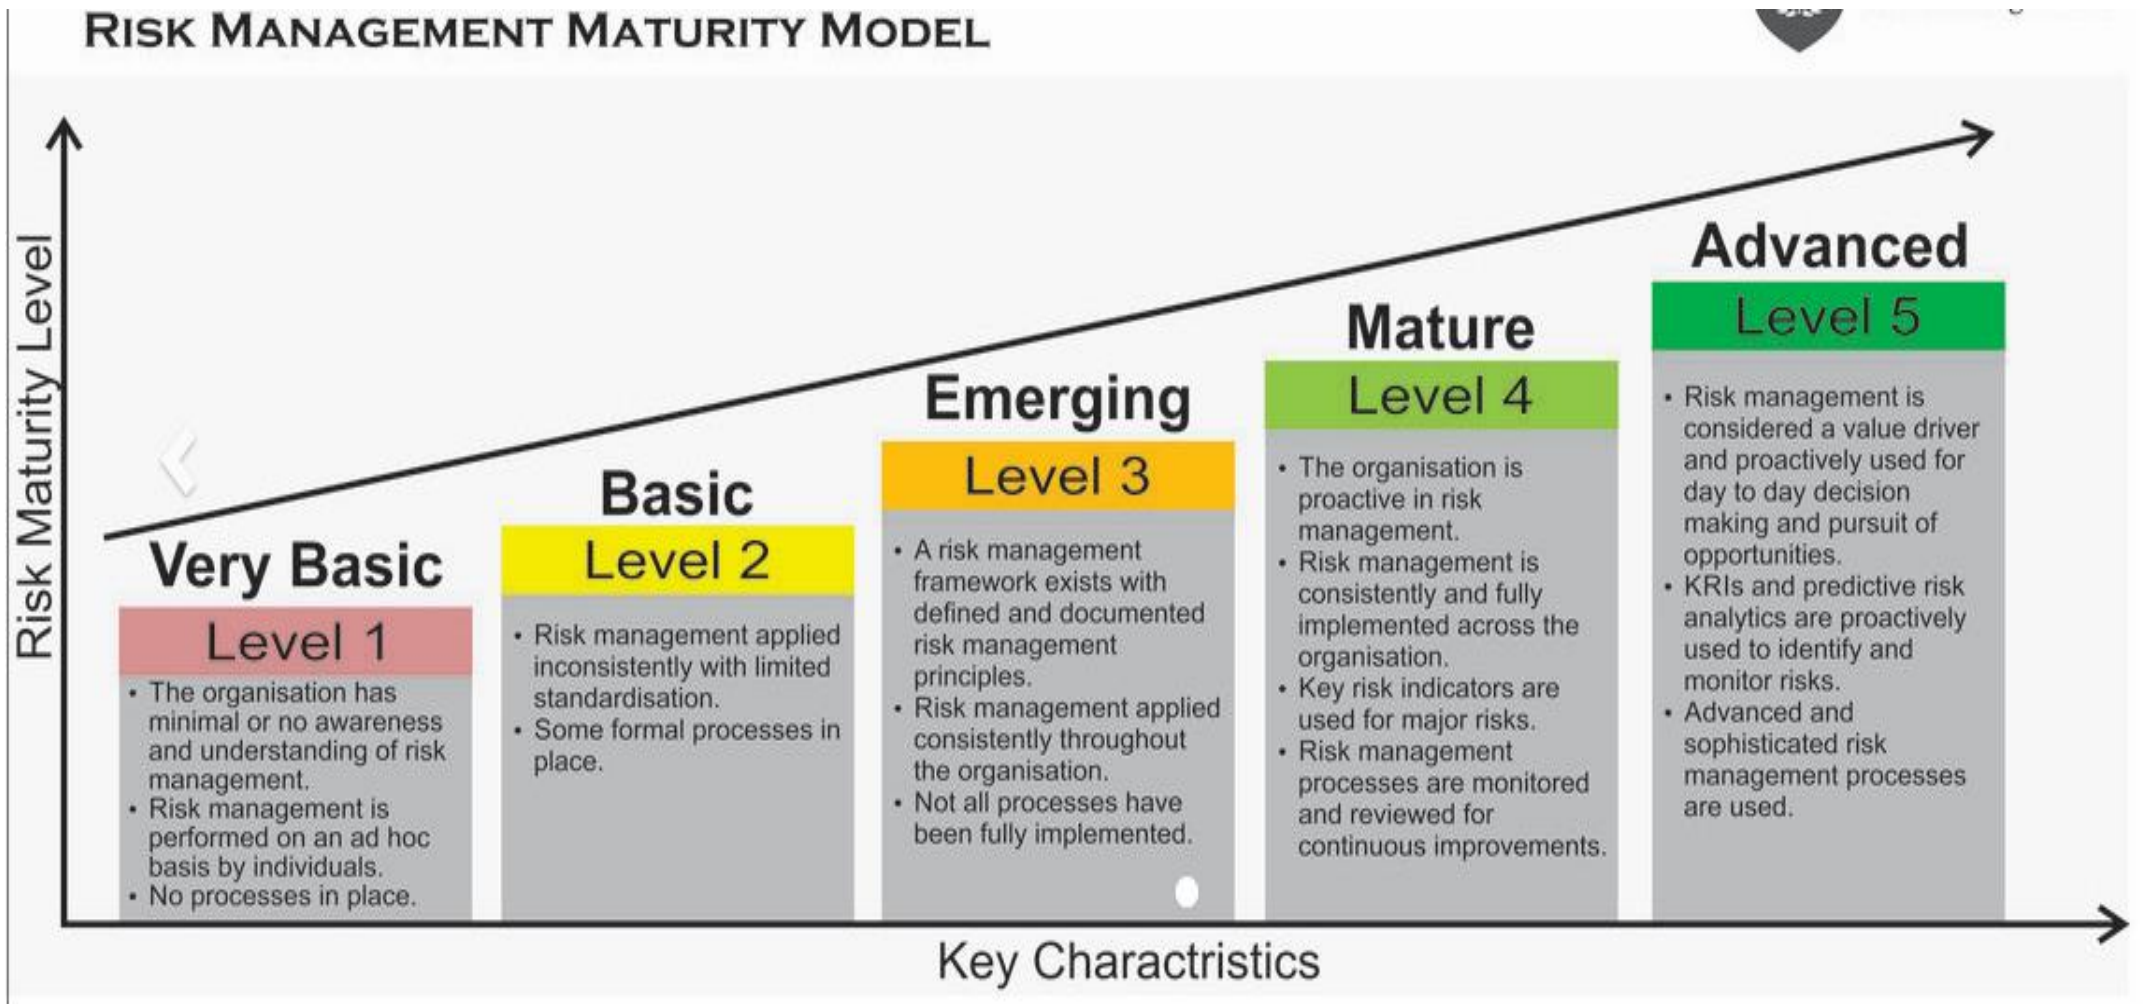 RISK MANAGEMENT MATURITY MODEL
Risk Maturity Level
Very Basic
Level 1
• The organisation has
minimal or no awareness
and understanding of risk
management.
• Risk management is
performed on an ad hoc
basis by individuals.
• No processes in place.
Basic
Level 2
• Risk management applied
inconsistently with limited
standardisation.
• Some formal processes in
place.
Emerging
Level 3
• A risk management
framework exists with
defined and documented
risk management
principles.
• Risk management applied
consistently throughout
the organisation.
• Not all processes have
been fully implemented.
Mature
Level 4
• The organisation is
proactive in risk
management.
• Risk management is
consistently and fully
implemented across the
organisation.
• Key risk indicators are
used for major risks.
• Risk management
processes are monitored
and reviewed for
continuous improvements.
Advanced
Level 5
• Risk management is
considered a value driver
and proactively used for
day to day decision
making and pursuit of
opportunities.
• KRIs and predictive risk
analytics are proactively
used to identify and
monitor risks.
• Advanced and
sophisticated risk
management processes
are used.
Key Charactristics